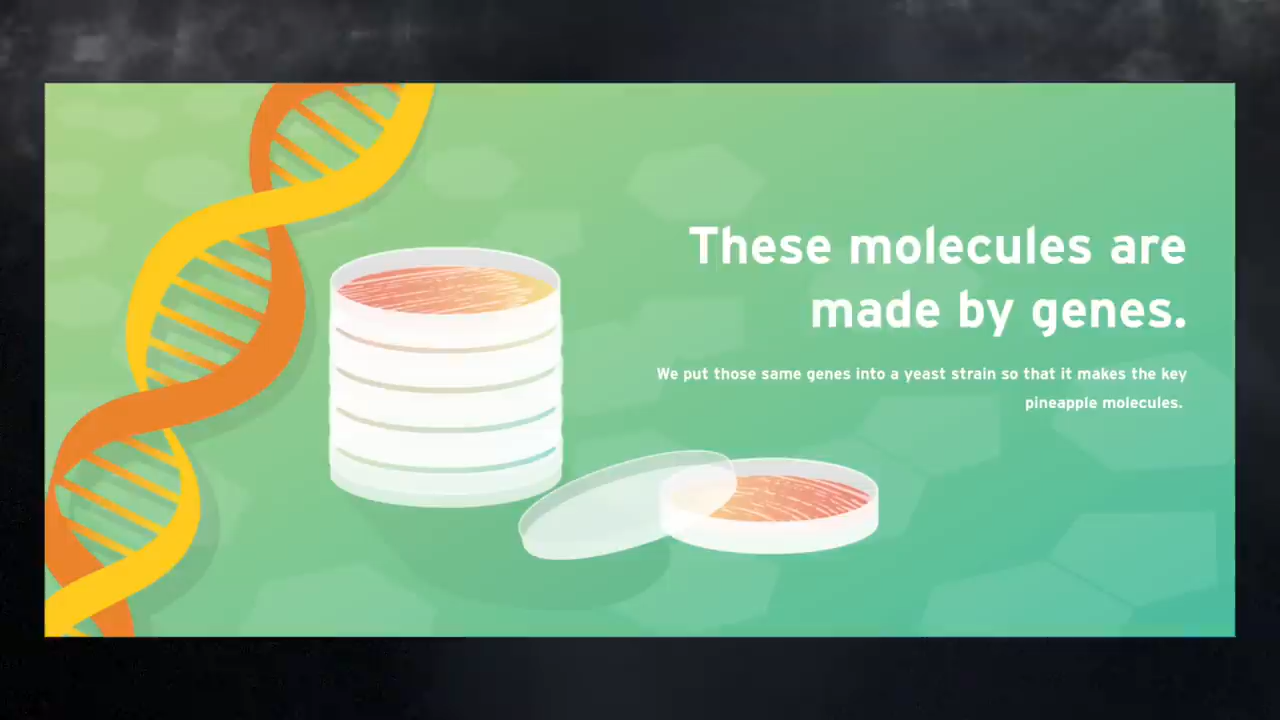 These molecules are
made by genes.
We put those same genes into a yeast strain so that it makes the key
pineapple molecules.